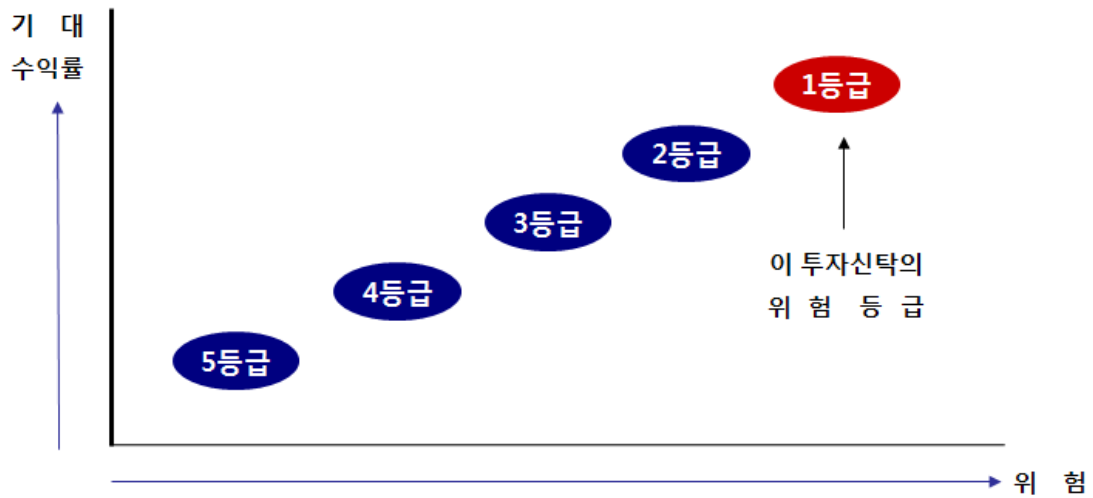 기 대
수익률
1등급
2등급
3등급
이 투자신탁의
위 험 등 급
4등급
5등급
위 험